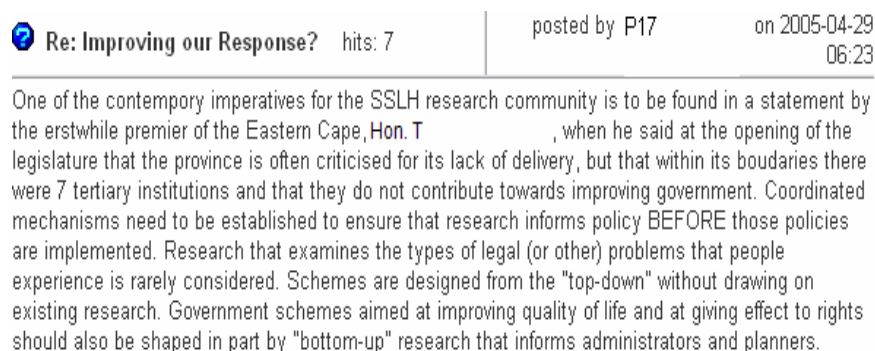 Re: Improving our Response? hits: 7 posted by P17 on 2005-04-29
06:23
One of the contempory imperatives for the SSLH research community is to be found in a statement by
the erstwhile premier of the Eastern Cape, Hon. T , when he said at the opening of the
legislature that the province is often criticised for its lack of delivery, but that within its boudaries there
were 7 tertiary institutions and that they do not contribute towards improving government. Coordinated
mechanisms need to be established to ensure that research informs policy BEFORE those policies
are implemented. Research that examines the types of legal (or other) problems that people
experience is rarely considered. Schemes are designed from the "top-down" without drawing on
existing research. Government schemes aimed at improving quality of life and at giving effect to rights
should also be shaped in part by "bottom-up" research that informs administrators and planners.